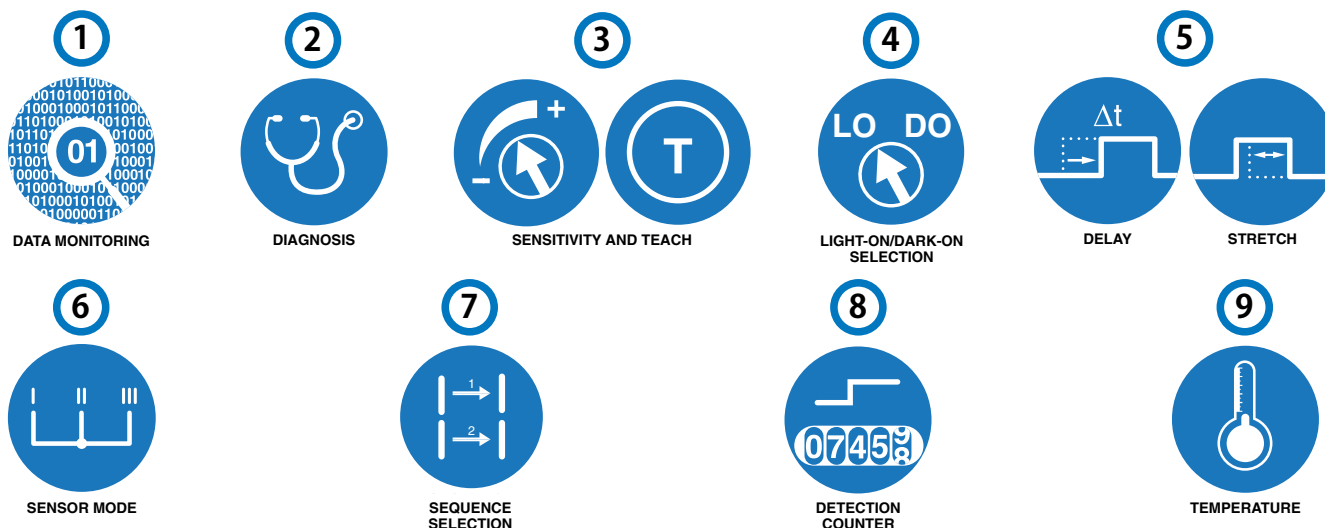 1
2
3
4
5
01
+
-
T
LO DO
Δt
DATA MONITORING
DIAGNOSIS
SENSITIVITY AND TEACH
LIGHT-ON/DARK-ON
SELECTION
DELAY
STRETCH
6
7
8
9
I II III
1
2
0745
9
8
SENSOR MODE
SEQUENCE
SELECTION
DETECTION
COUNTER
TEMPERATURE